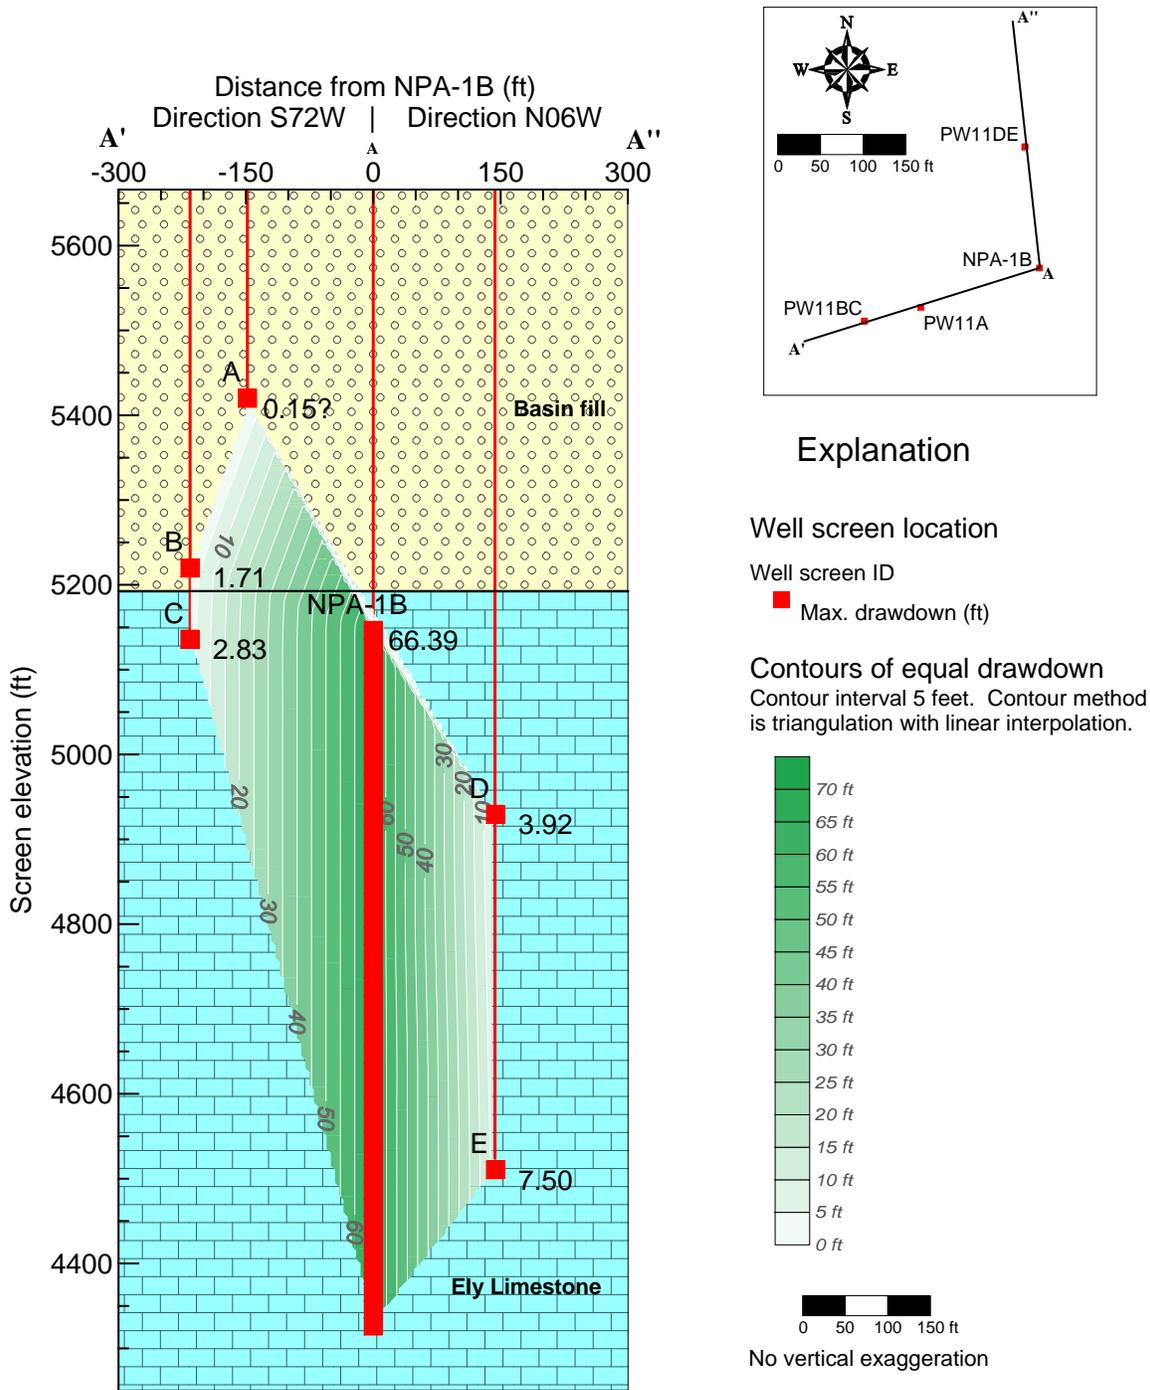 Distance from NPA-1B (ft)
Direction S72W | Direction N06W
A' A A''
-300 -150 0 150 300
5600
5400
5200
5000
4800
4600
4400
Screen elevation (ft)
A
0.15?
Basin fill
B
1.71
10
C
2.83
NPA-1B
66.39
D
3.92
E
7.50
20
30
40
50
60
60
50
40
30
20
10
Ely Limestone
A''
N
W E
S
PW11DE
0 50 100 150 ft
NPA-1B
A
PW11BC
PW11A
A'
Explanation
Well screen location
Well screen ID
Max. drawdown (ft)
Contours of equal drawdown
Contour interval 5 feet. Contour method
is triangulation with linear interpolation.
70 ft
65 ft
60 ft
55 ft
50 ft
45 ft
40 ft
35 ft
30 ft
25 ft
20 ft
15 ft
10 ft
5 ft
0 ft
0 50 100 150 ft
No vertical exaggeration